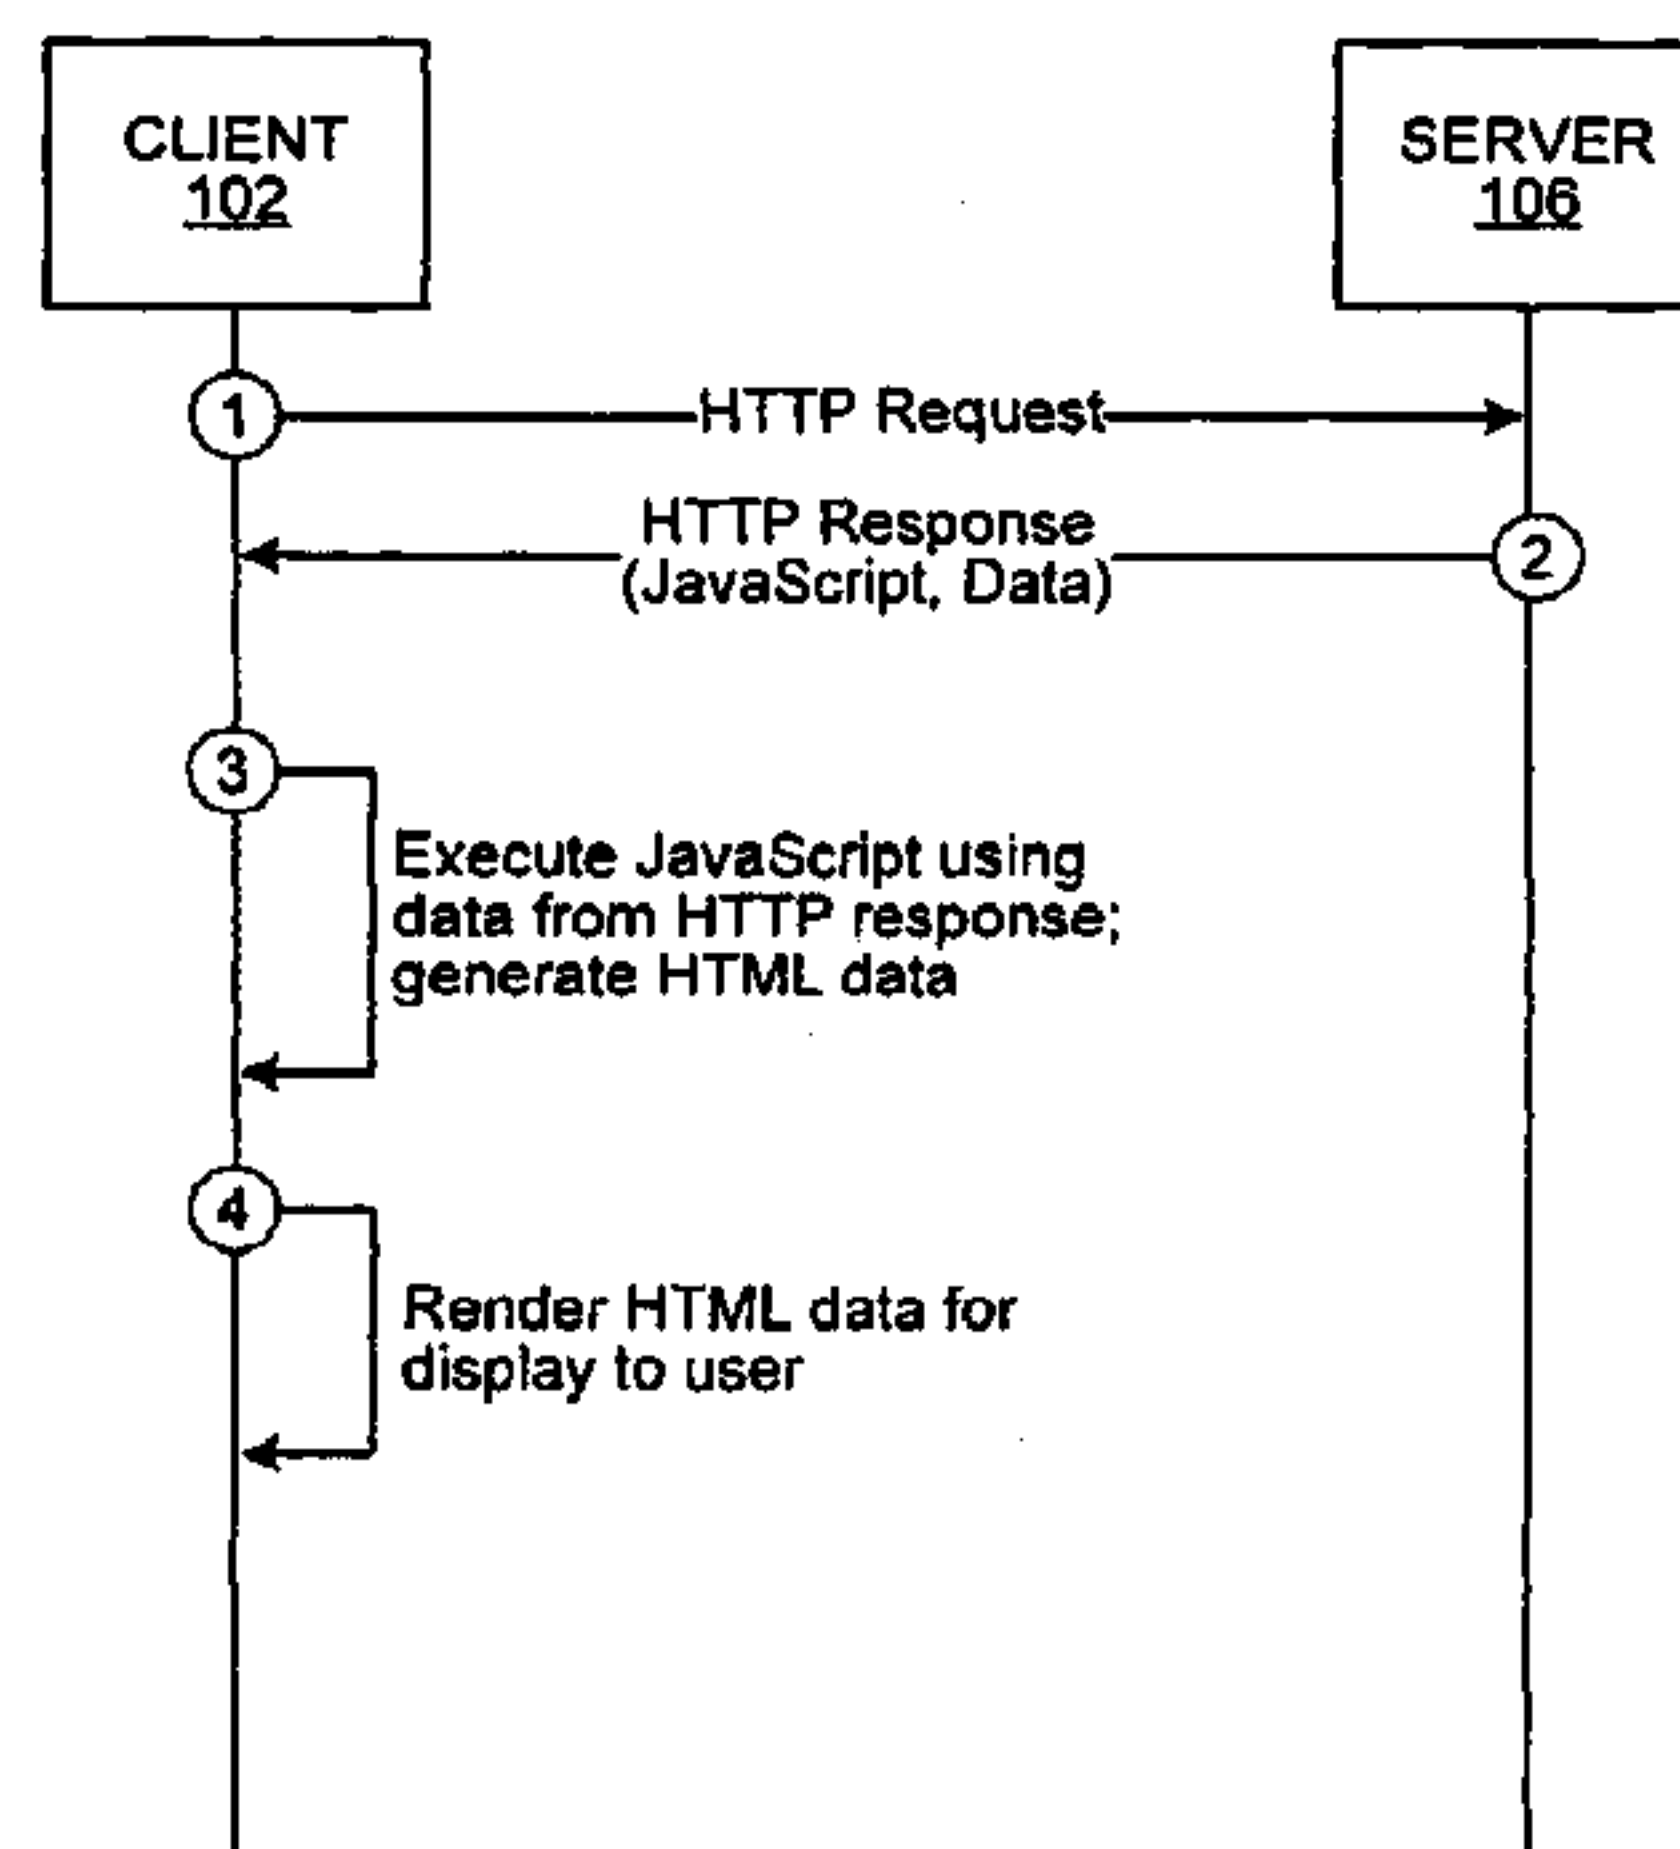 CLIENT
102
SERVER
106
1
HTTP Request
HTTP Response
(JavaScript, Data)
2
3
Execute JavaScript using
data from HTTP response;
generate HTML data
4
Render HTML data for
display to user